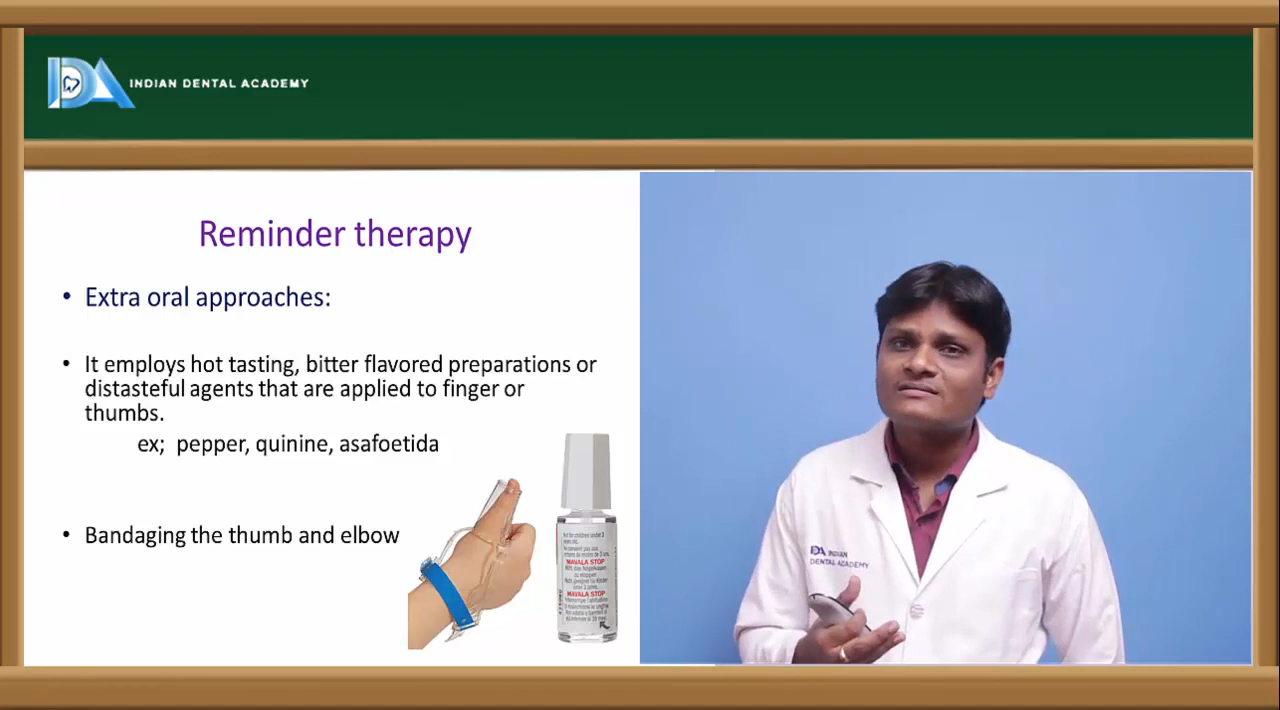 INDIAN DENTAL ACADEMY
Reminder therapy
• Extra oral approaches:
• It employs hot tasting, bitter flavored preparations or
distasteful agents that are applied to finger or
thumbs.
ex; pepper, quinine, asafoetida
• Bandaging the thumb and elbow
MAVALA STOP
MAVALA STOP
IDA INDIAN
DENTAL ACADEMY